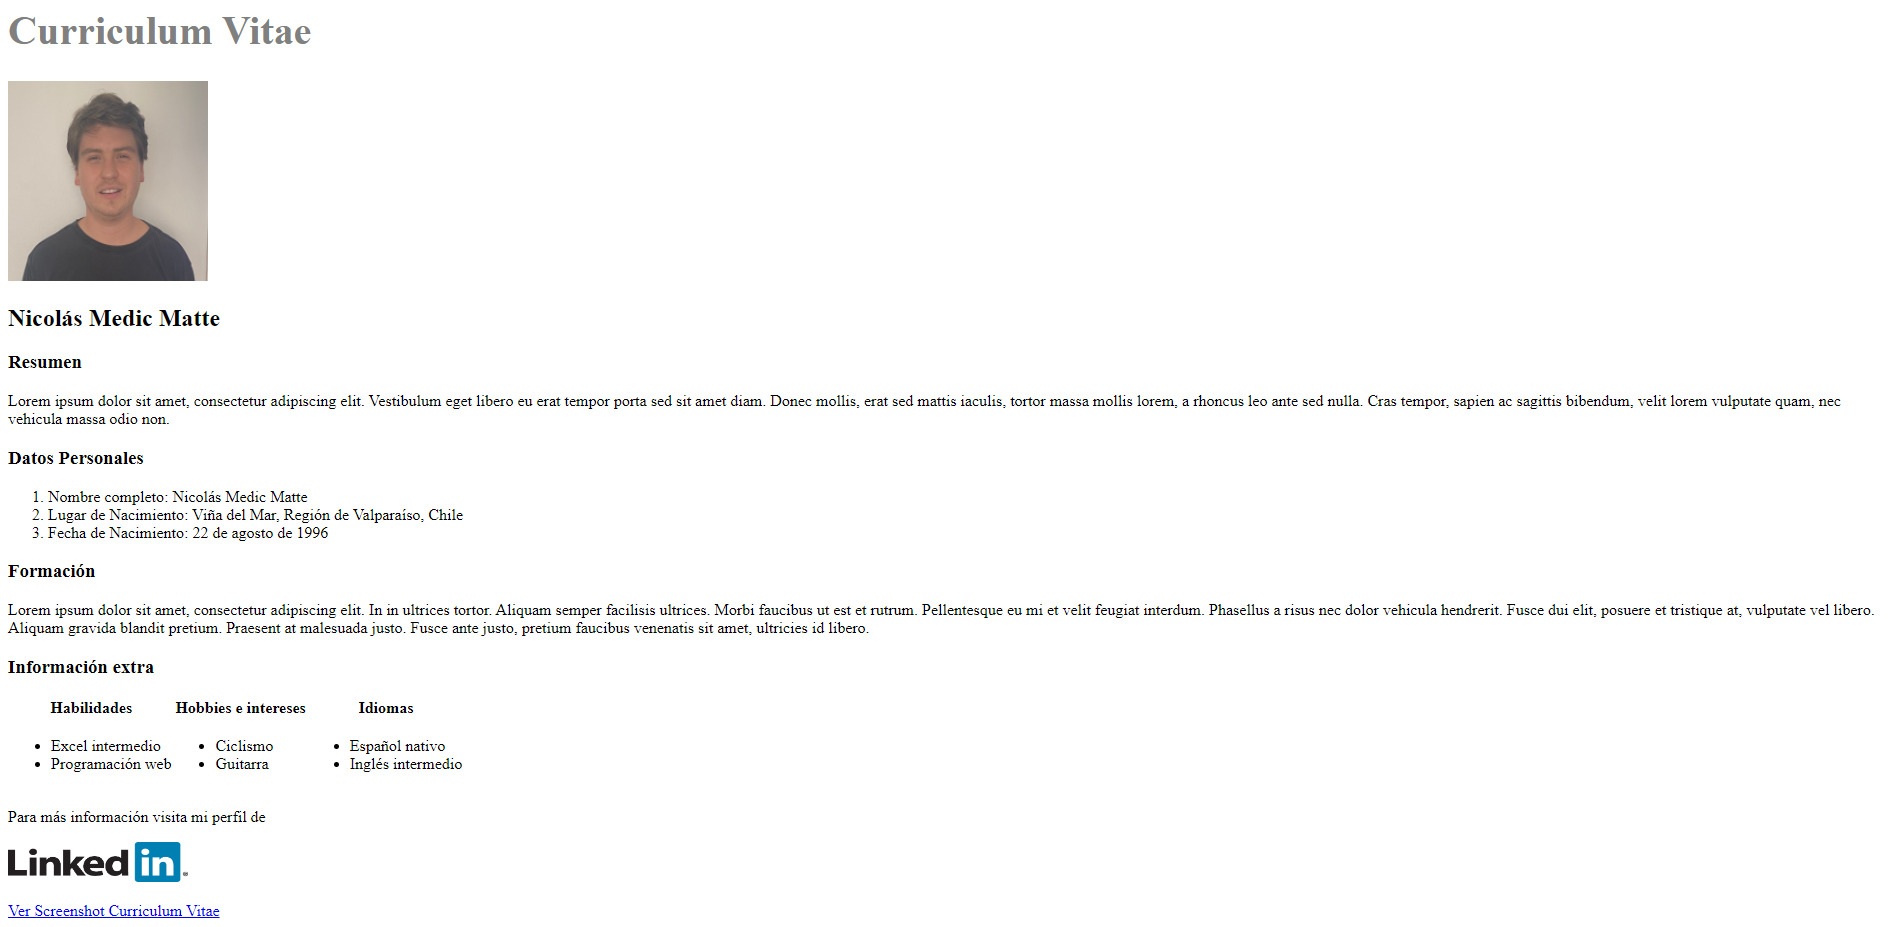 Curriculum Vitae
Nicolás Medic Matte
Resumen
Lorem ipsum dolor sit amet, consectetur adipiscing elit. Vestibulum eget libero eu erat tempor porta sed sit amet diam. Donec mollis, erat sed mattis iaculis, tortor massa mollis lorem, a rhoncus leo ante sed nulla. Cras tempor, sapien ac sagittis bibendum, velit lorem vulputate quam, nec
vehicula massa odio non.
Datos Personales
1. Nombre completo: Nicolás Medic Matte
2. Lugar de Nacimiento: Viña del Mar, Región de Valparaíso, Chile
3. Fecha de Nacimiento: 22 de agosto de 1996
Formación
Lorem ipsum dolor sit amet, consectetur adipiscing elit. In in ultrices tortor. Aliquam semper facilisis ultrices. Morbi faucibus ut est et rutrum. Pellentesque eu mi et velit feugiat interdum. Phasellus a risus nec dolor vehicula hendrerit. Fusce dui elit, posuere et tristique at, vulputate vel libero.
Aliquam gravida blandit pretium. Praesent at malesuada justo. Fusce ante justo, pretium faucibus venenatis sit amet, ultricies id libero.
Información extra
Habilidades Hobbies e intereses Idiomas
• Excel intermedio • Ciclismo • Español nativo
• Programación web • Guitarra • Inglés intermedio
Para más información visita mi perfil de
Linked in
Ver Screenshot Curriculum Vitae